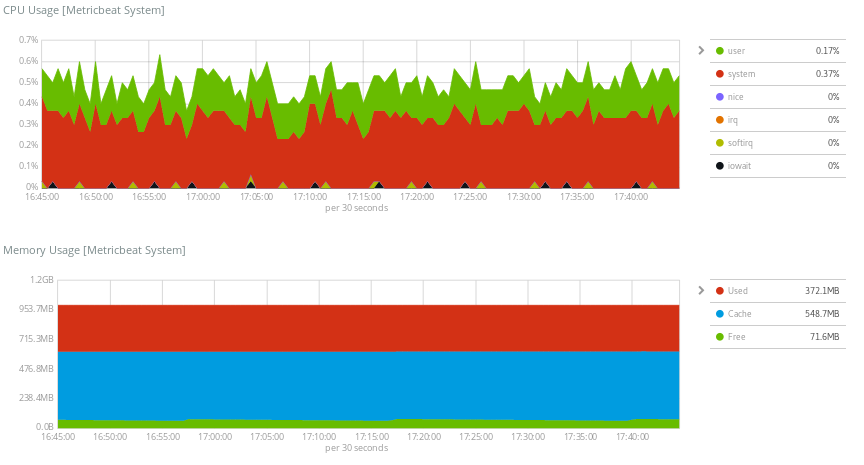 CPU Usage [Metricbeat System]
0.7%
0.6%
0.5%
0.4%
0.3%
0.2%
0.1%
0%
16:45:00 16:50:00 16:55:00 17:00:00 17:05:00 17:10:00 17:15:00 17:20:00 17:25:00 17:30:00 17:35:00 17:40:00
per 30 seconds
user 0.17%
system 0.37%
nice 0%
irq 0%
softirq 0%
iowait 0%
Memory Usage [Metricbeat System]
1.2GB
953.7MB
715.3MB
476.8MB
238.4MB
0.0B
16:45:00 16:50:00 16:55:00 17:00:00 17:05:00 17:10:00 17:15:00 17:20:00 17:25:00 17:30:00 17:35:00 17:40:00
per 30 seconds
Used 372.1MB
Cache 548.7MB
Free 71.6MB